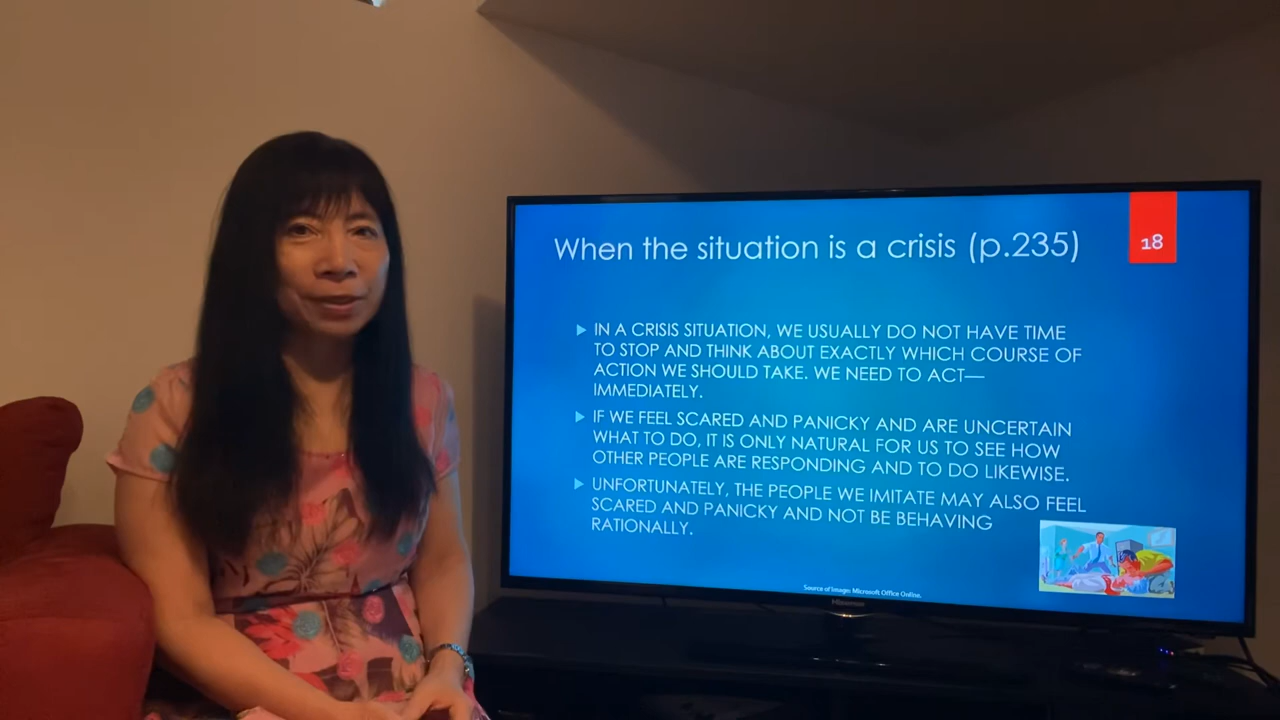 When the situation is a crisis (p.235)
18
IN A CRISIS SITUATION, WE USUALLY DO NOT HAVE TIME
TO STOP AND THINK ABOUT EXACTLY WHICH COURSE OF
ACTION WE SHOULD TAKE. WE NEED TO ACT—
IMMEDIATELY.
IF WE FEEL SCARED AND PANICKY AND ARE UNCERTAIN
WHAT TO DO, IT IS ONLY NATURAL FOR US TO SEE HOW
OTHER PEOPLE ARE RESPONDING AND TO DO LIKEWISE.
UNFORTUNATELY, THE PEOPLE WE IMITATE MAY ALSO FEEL
SCARED AND PANICKY AND NOT BE BEHAVING
RATIONALLY.
Source of Image: Microsoft Office Online.
Hisense